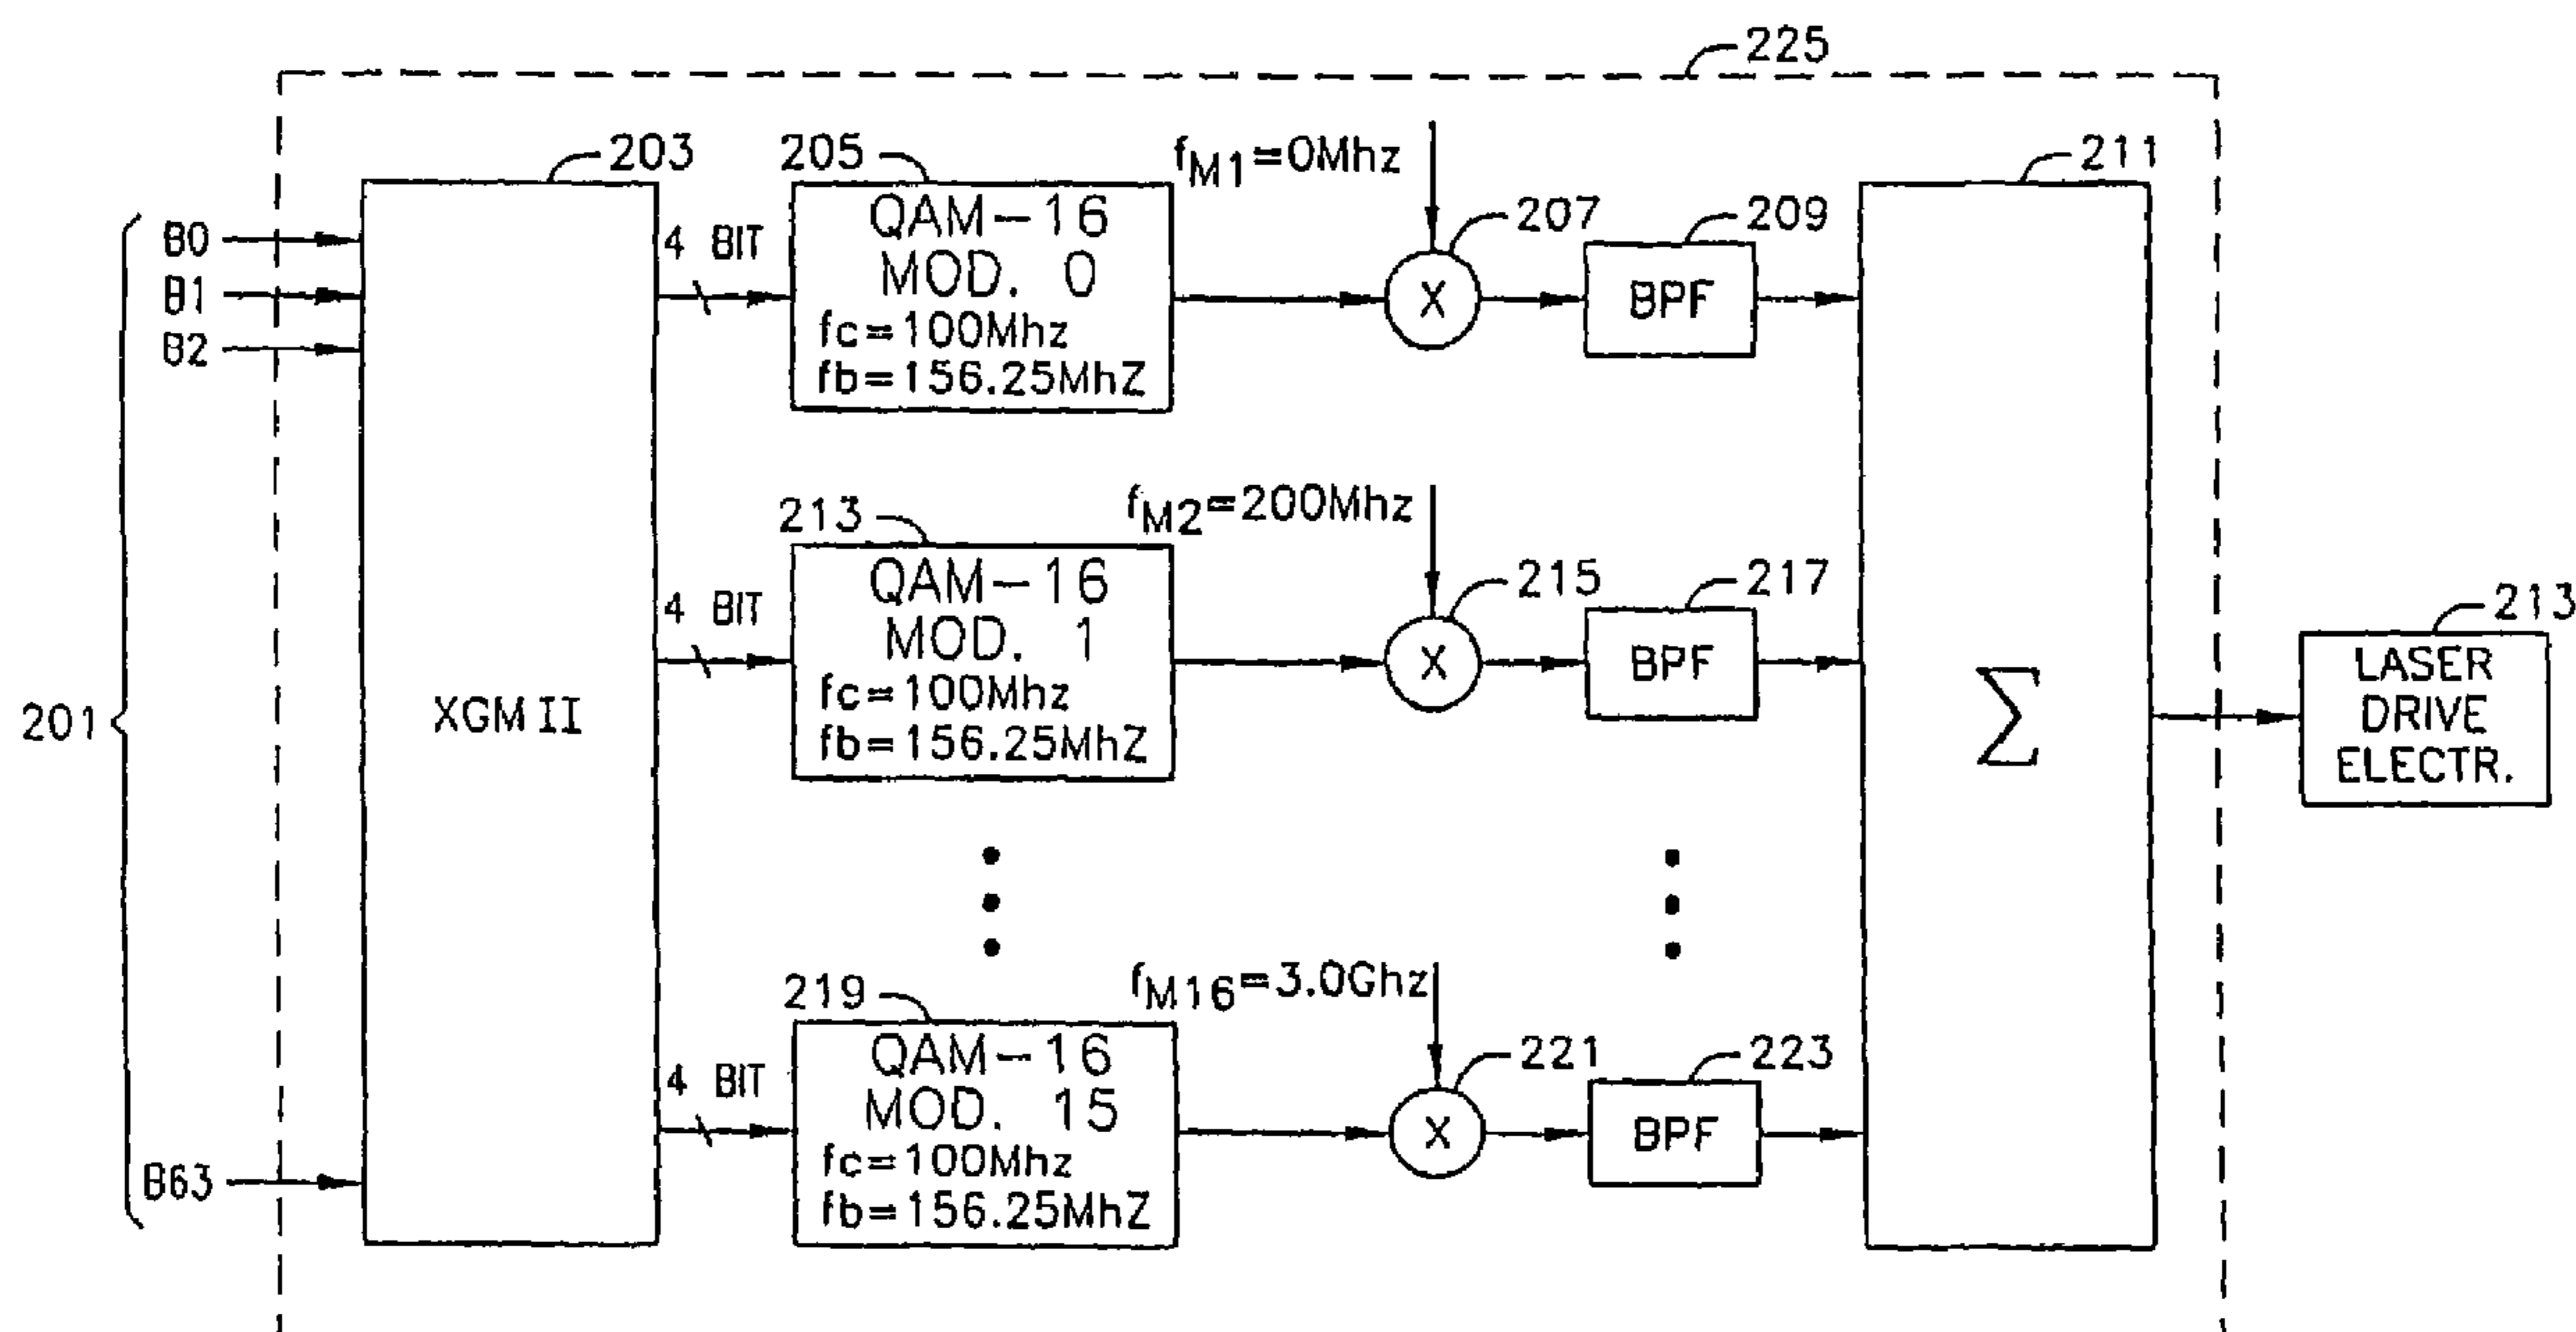 225
203
205
fM1=0Mhz
211
B0
B1
B2
4 BIT
QAM-16
MOD. 0
fc=100Mhz
fb=156.25MhZ
X
207
BPF
209
201
XGMII
213
fM2=200Mhz
4 BIT
QAM-16
MOD. 1
fc=100Mhz
fb=156.25MhZ
X
215
BPF
217
Σ
213
LASER
DRIVE
ELECTR.
219
fM16=3.0Ghz
B63
4 BIT
QAM-16
MOD. 15
fc=100Mhz
fb=156.25MhZ
X
221
BPF
223